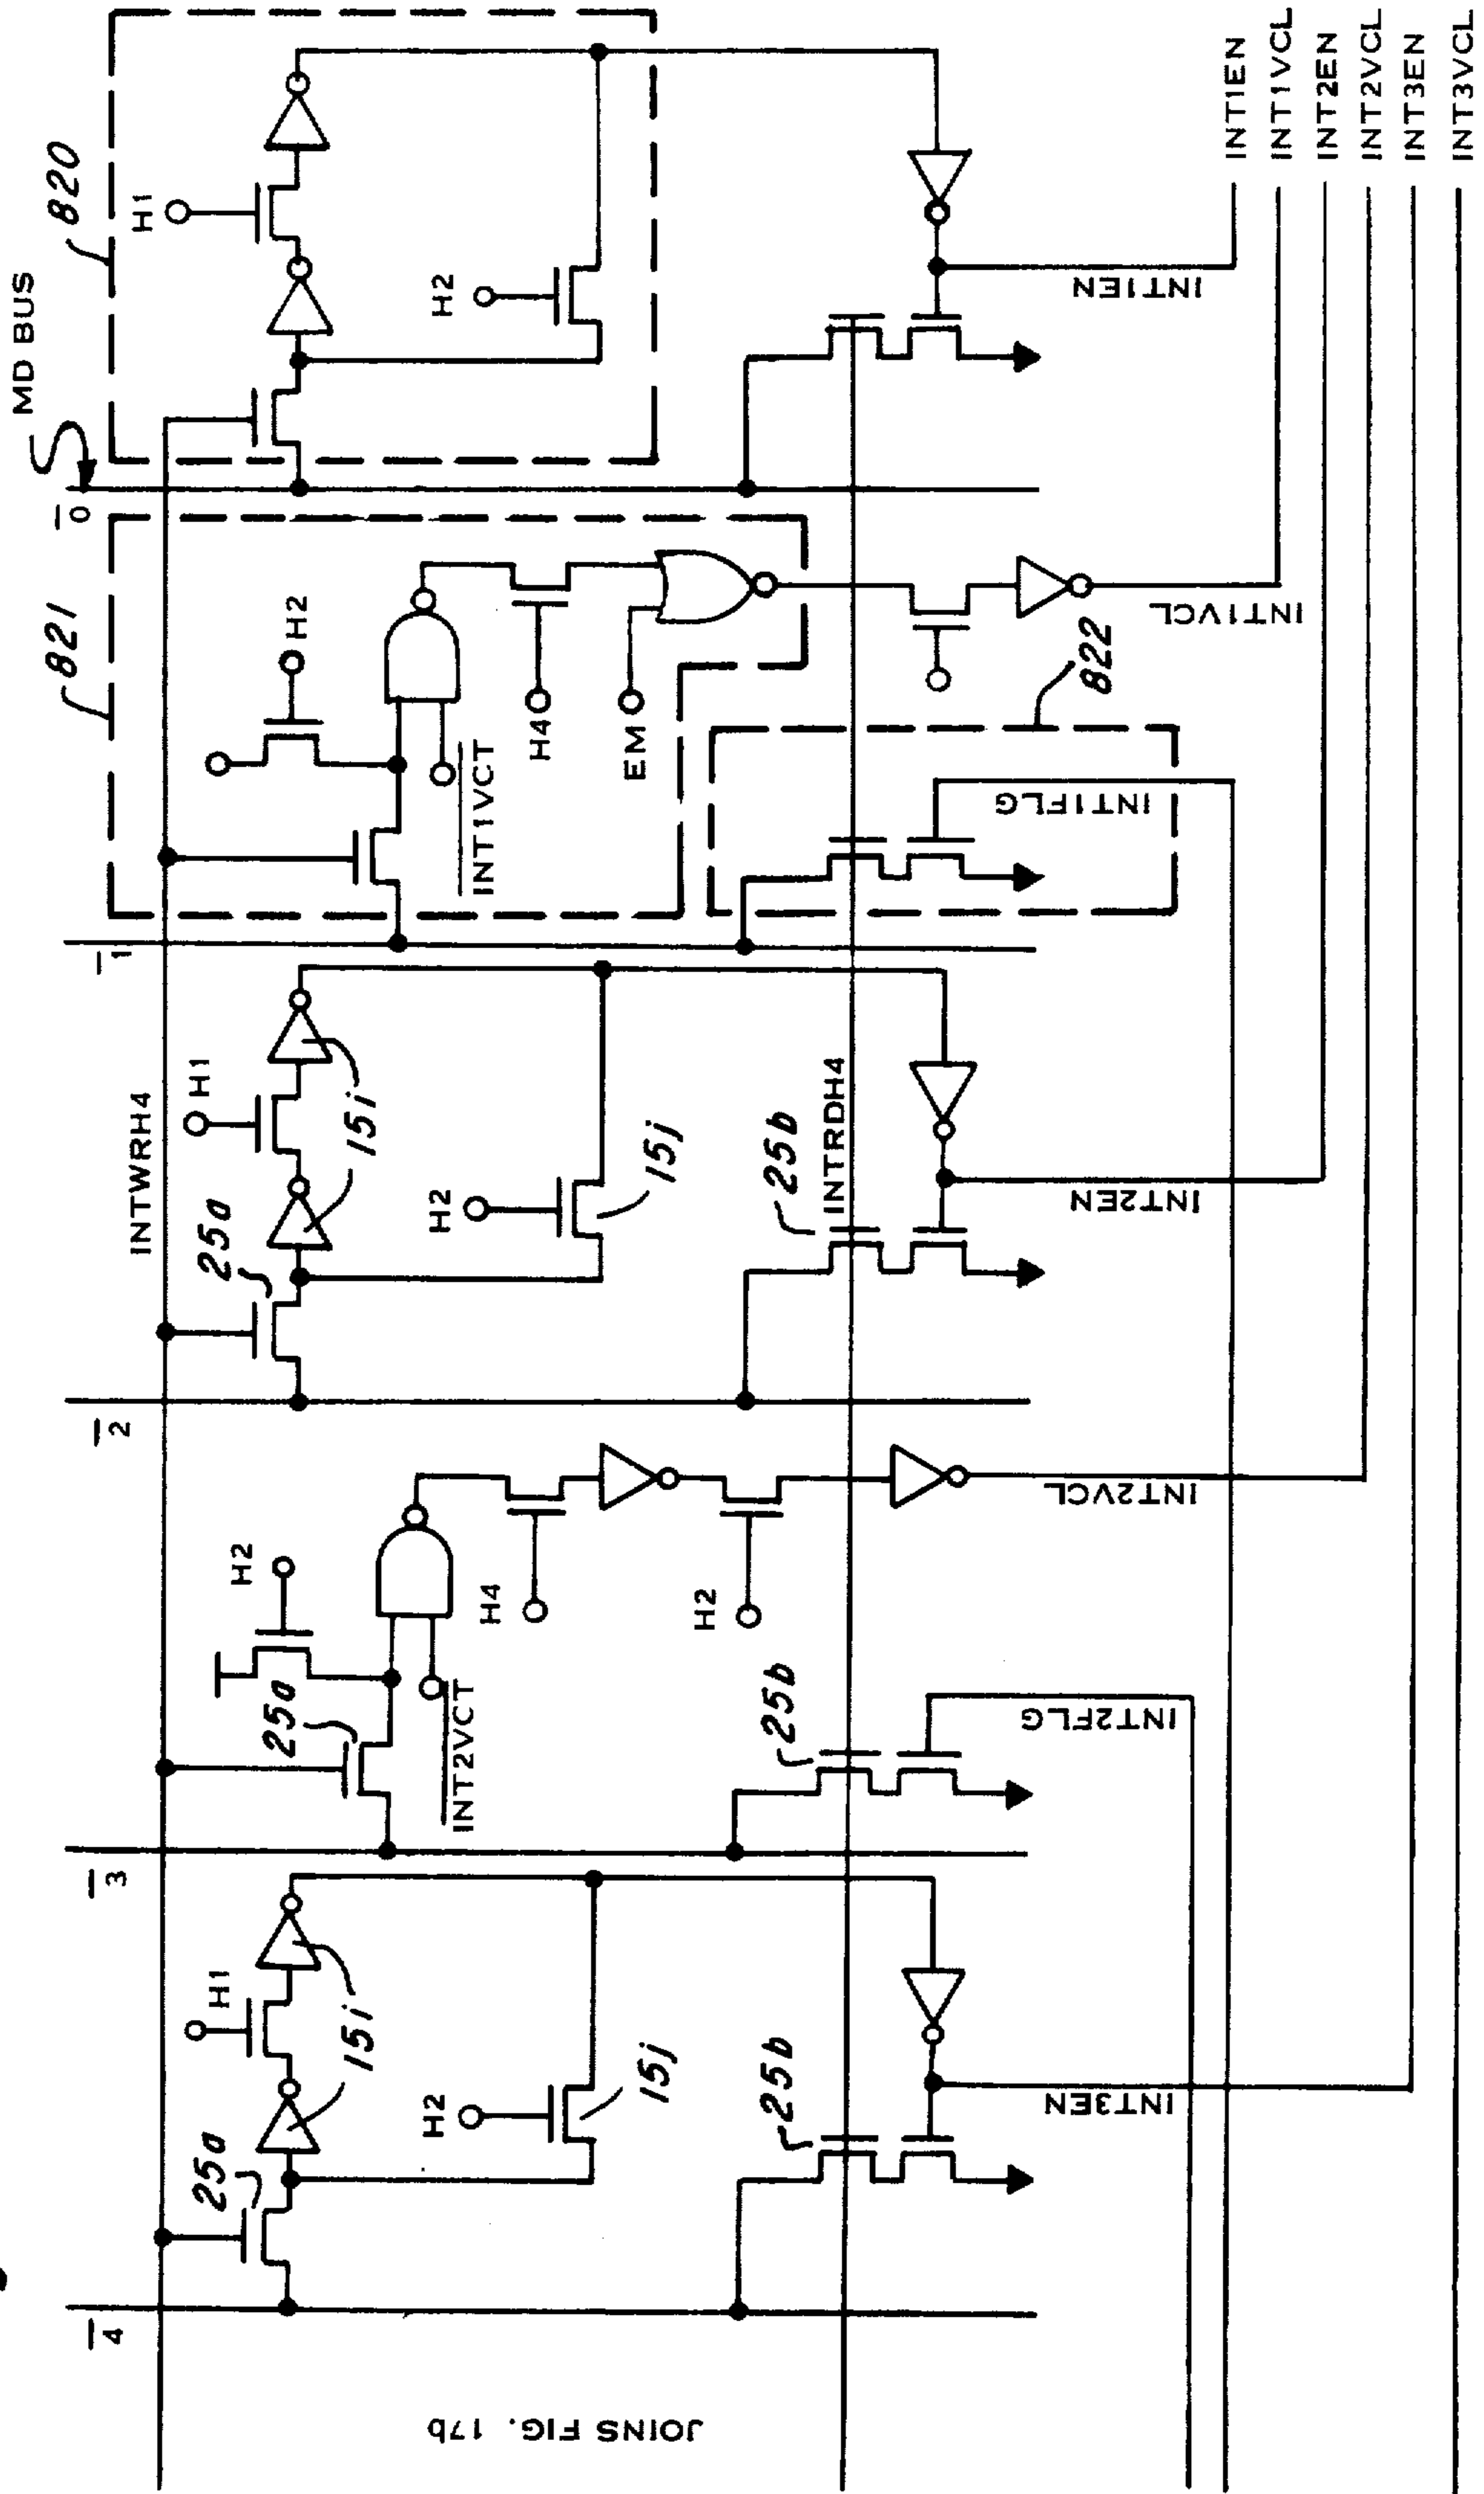 MD BUS
820
H1
H2
0
821
H2
INT1VCT
H4
EM
INT1EN
INT1VCL
822
INT1FLG
1
INTWRH4
H1
15i
25a
H2
15j
25b
INTRDH4
INT2EN
2
H2
25a
INT2VCT
H4
H2
INT2VCL
25b
INT2FLG
3
H1
15i
25a
H2
15j
25b
INT3EN
4
JOINS FIG. 17b
INT1EN
INT1VCL
INT2EN
INT2VCL
INT3EN
INT3VCL